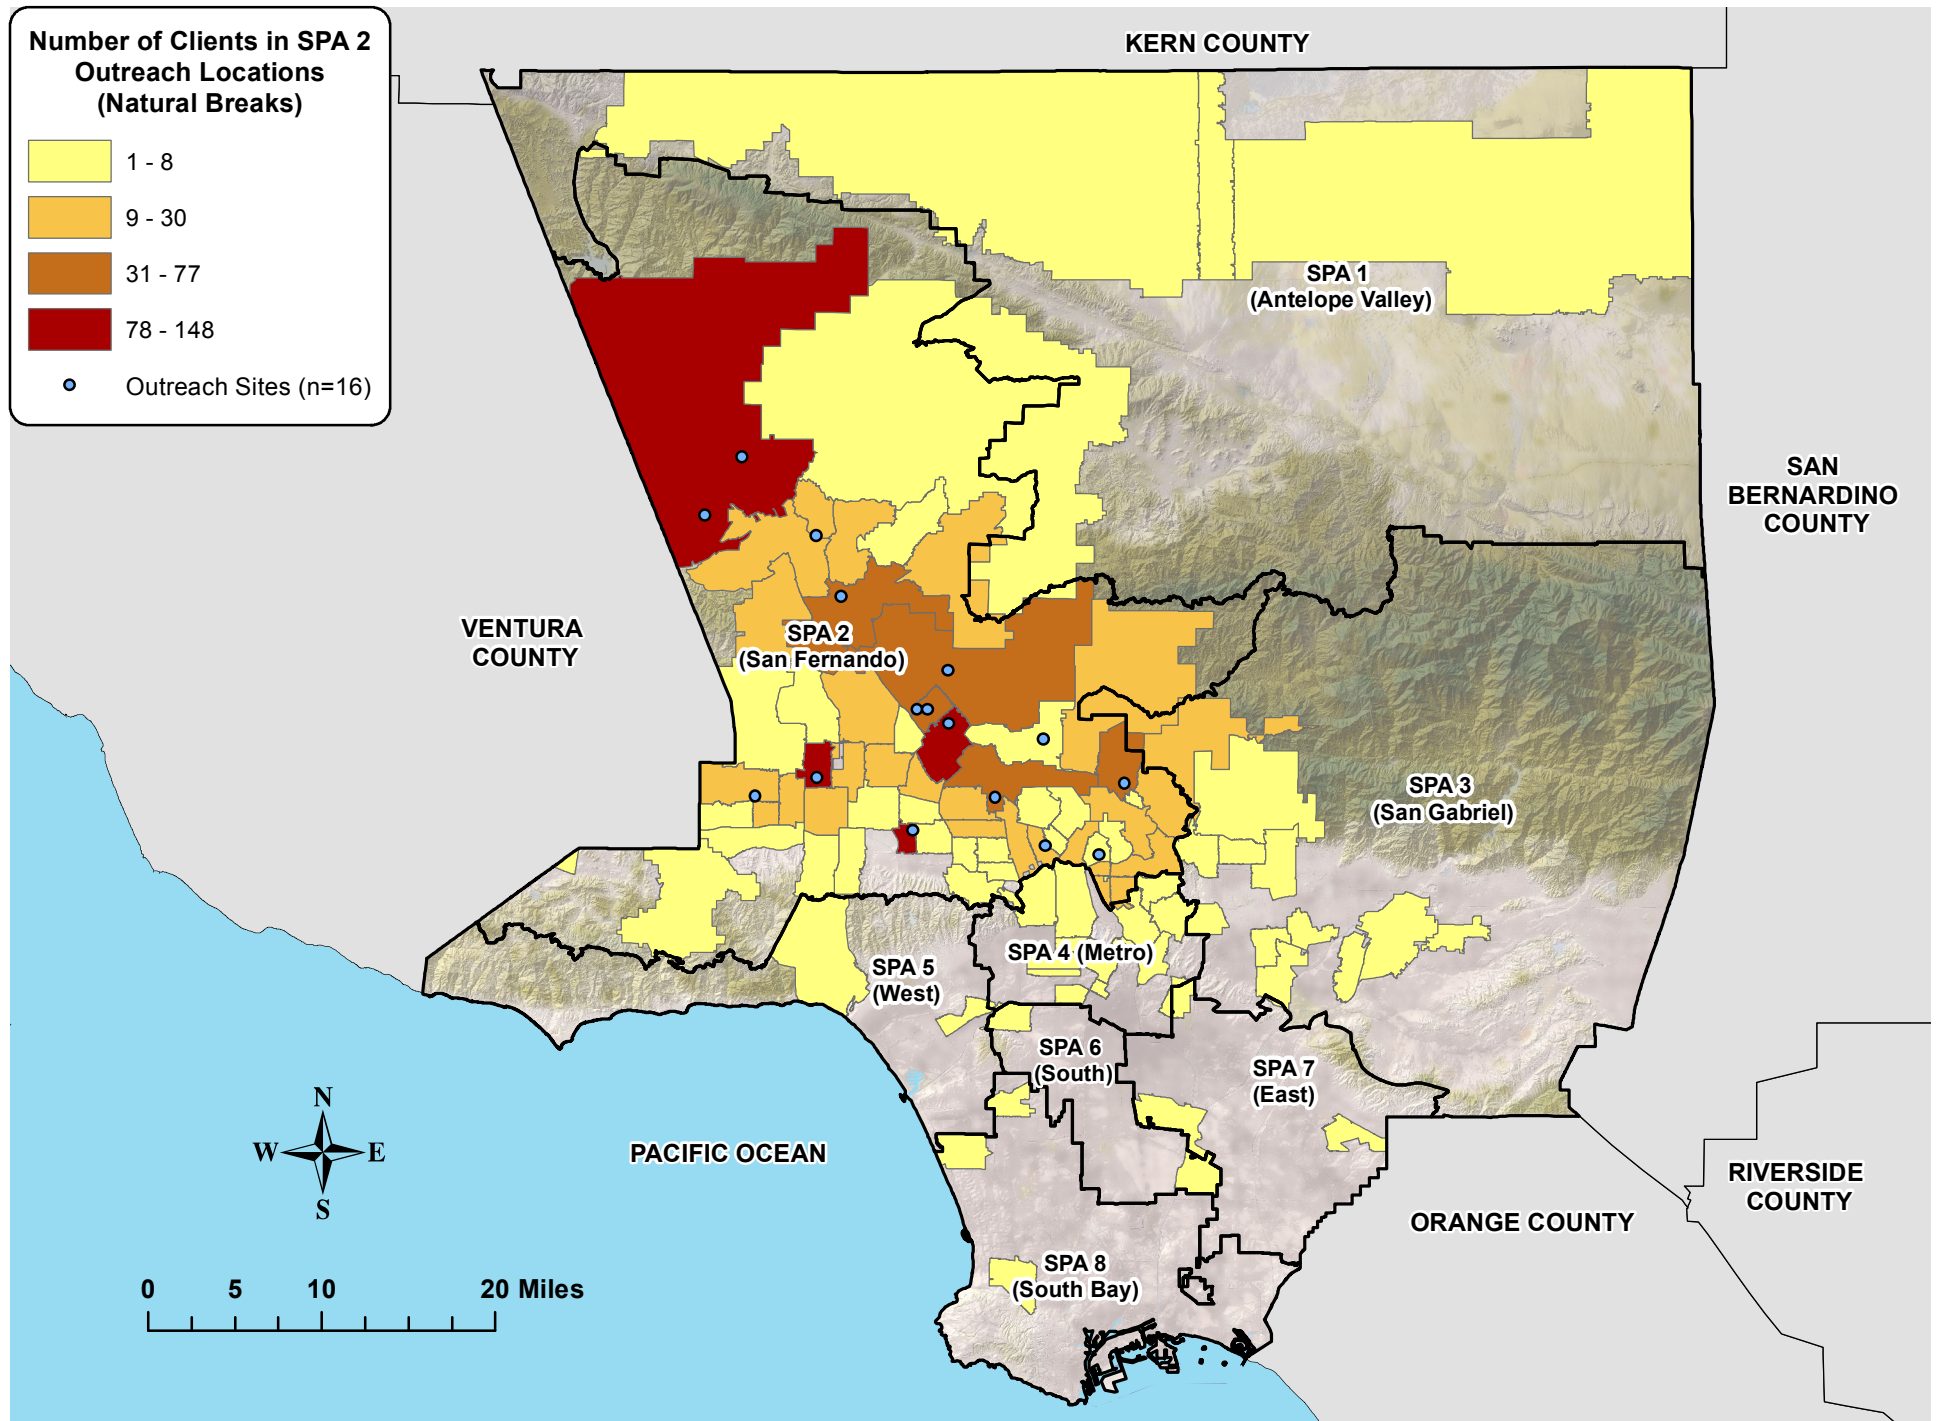 Number of Clients in SPA 2
Outreach Locations
(Natural Breaks)
1 - 8
9 - 30
31 - 77
78 - 148
Outreach Sites (n=16)
KERN COUNTY
SPA 1
(Antelope Valley)
SAN
BERNARDINO
COUNTY
VENTURA
COUNTY
SPA 2
(San Fernando)
SPA 3
(San Gabriel)
SPA 4 (Metro)
SPA 5
(West)
SPA 6
(South)
SPA 7
(East)
N
W
E
S
PACIFIC OCEAN
RIVERSIDE
COUNTY
ORANGE COUNTY
SPA 8
(South Bay)
0 5 10 20 Miles